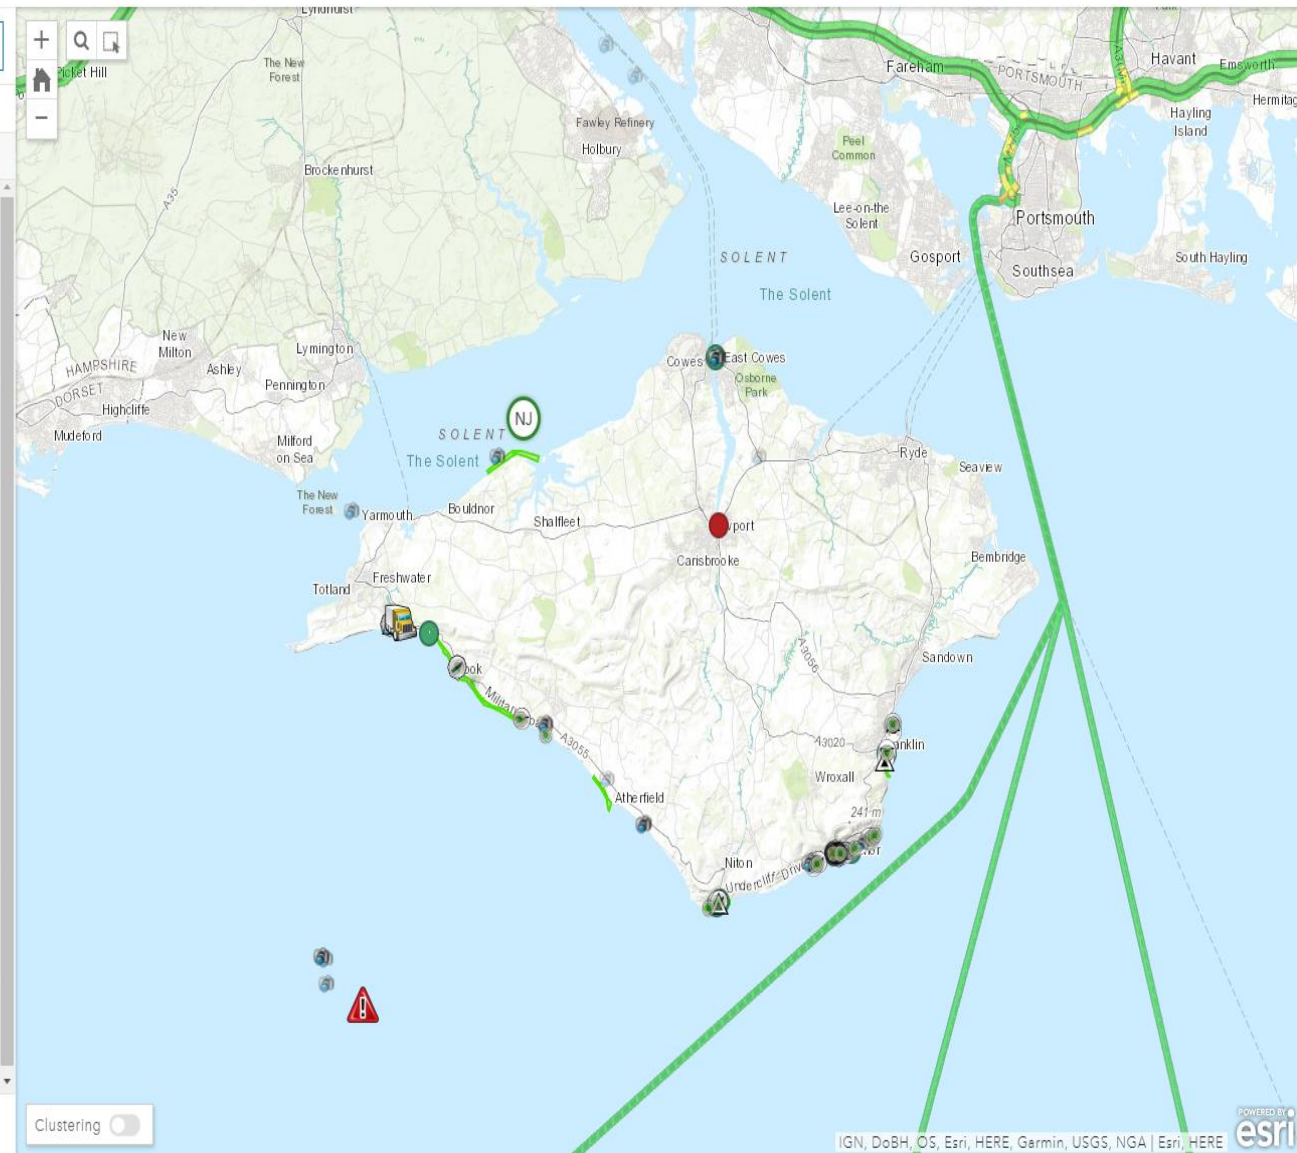 Lyndhurst
+
Picket Hill
The New
Forest
−
Fareham
PORTSMOUTH
Havant
Emsworth
Hayling
Island
Fawley Refinery
Holbury
Peel
Common
Brockenhurst
A35
Lee-on-the
Solent
Portsmouth
SOLENT
Gosport
South Hayling
Southsea
The Solent
New
Milton
HAMPSHIRE
Lymington
Ashley
DORSET
Pennington
Highcliffe
Cowes
East Cowes
Osborne
Park
NJ
Mudeford
SOLENT
Milford
on Sea
The Solent
Ryde
Seaview
The New
Forest
Yarmouth
Bouldnor
Shalfleet
Carisbrooke
Bembridge
Freshwater
Totland
A3056
Sandown
A3055
A3020
Wroxall
Atherfield
241 m
Niton
Undercliff Driv
Clustering
IGN, DoBH, OS, Esri, HERE, Garmin, USGS, NGA | Esri, HERE
POWERED BY
esri